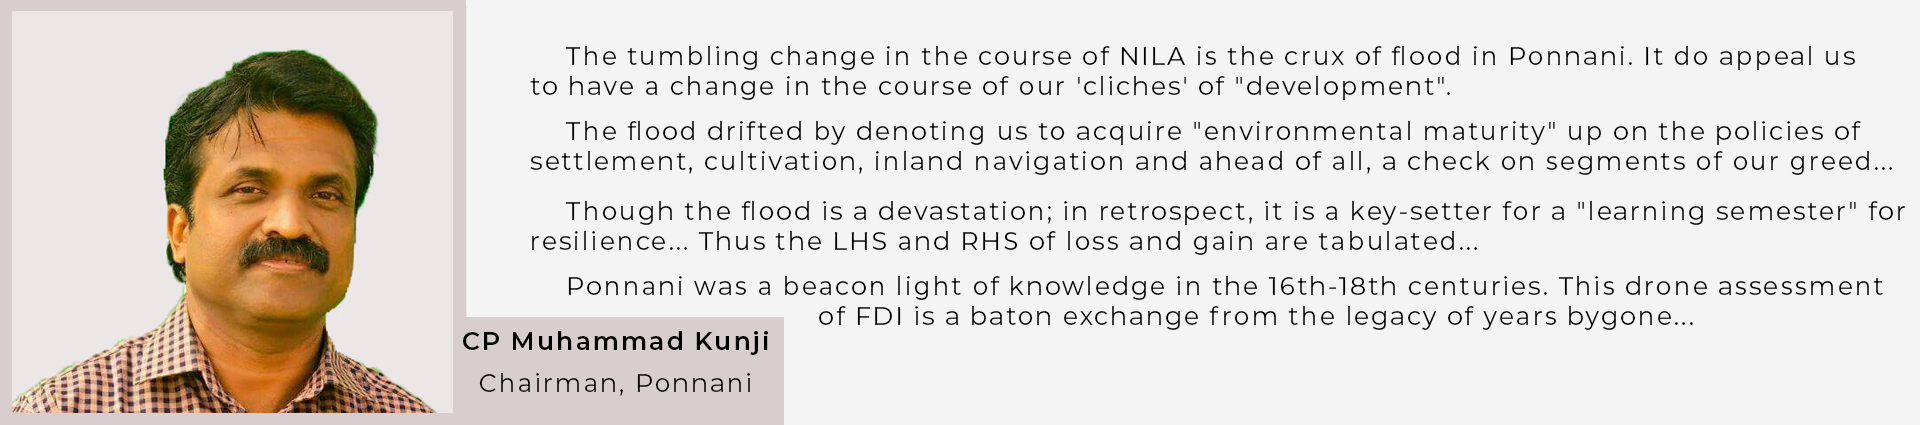 The tumbling change in the course of NILA is the crux of flood in Ponnani. It do appeal us
to have a change in the course of our 'cliches' of "development".
The flood drifted by denoting us to acquire "environmental maturity" up on the policies of
settlement, cultivation, inland navigation and ahead of all, a check on segments of our greed...
Though the flood is a devastation; in retrospect, it is a key-setter for a "learning semester" for
resilience... Thus the LHS and RHS of loss and gain are tabulated...
Ponnani was a beacon light of knowledge in the 16th-18th centuries. This drone assessment
of FDI is a baton exchange from the legacy of years bygone...
CP Muhammad Kunji
Chairman, Ponnani